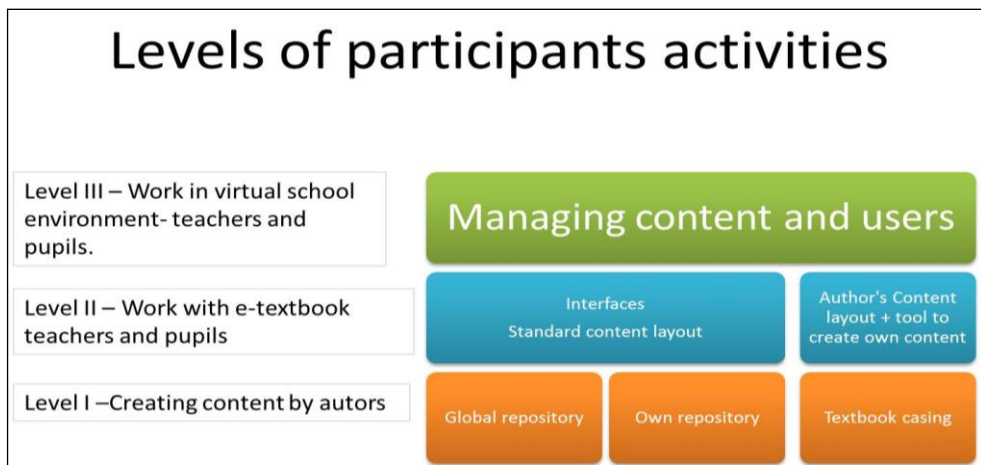 Levels of participants activities
Level III – Work in virtual school
environment- teachers and
pupils.
Managing content and users
Level II – Work with e-textbook
teachers and pupils
Interfaces
Standard content layout
Author's Content
layout + tool to
create own content
Level I –Creating content by autors
Global repository
Own repository
Textbook casing